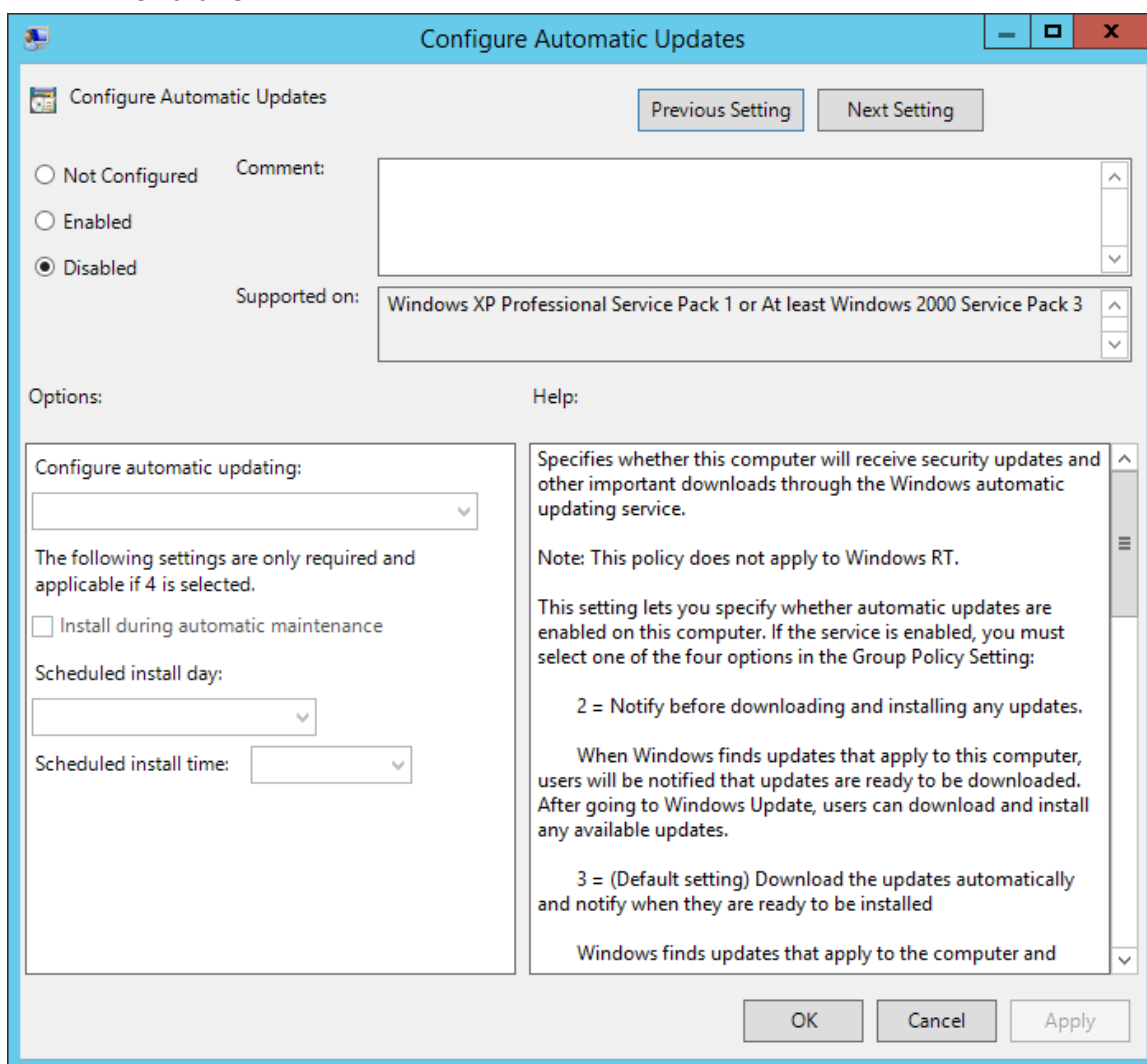 Configure Automatic Updates
Configure Automatic Updates
Previous Setting
Next Setting
Not Configured
Enabled
Disabled
Comment:
Supported on:
Windows XP Professional Service Pack 1 or At least Windows 2000 Service Pack 3
Options:
Help:
Configure automatic updating:
The following settings are only required and
applicable if 4 is selected.
Install during automatic maintenance
Scheduled install day:
Scheduled install time:
Specifies whether this computer will receive security updates and
other important downloads through the Windows automatic
updating service.
Note: This policy does not apply to Windows RT.
This setting lets you specify whether automatic updates are
enabled on this computer. If the service is enabled, you must
select one of the four options in the Group Policy Setting:
2 = Notify before downloading and installing any updates.
When Windows finds updates that apply to this computer,
users will be notified that updates are ready to be downloaded.
After going to Windows Update, users can download and install
any available updates.
3 = (Default setting) Download the updates automatically
and notify when they are ready to be installed
Windows finds updates that apply to the computer and
OK
Cancel
Apply